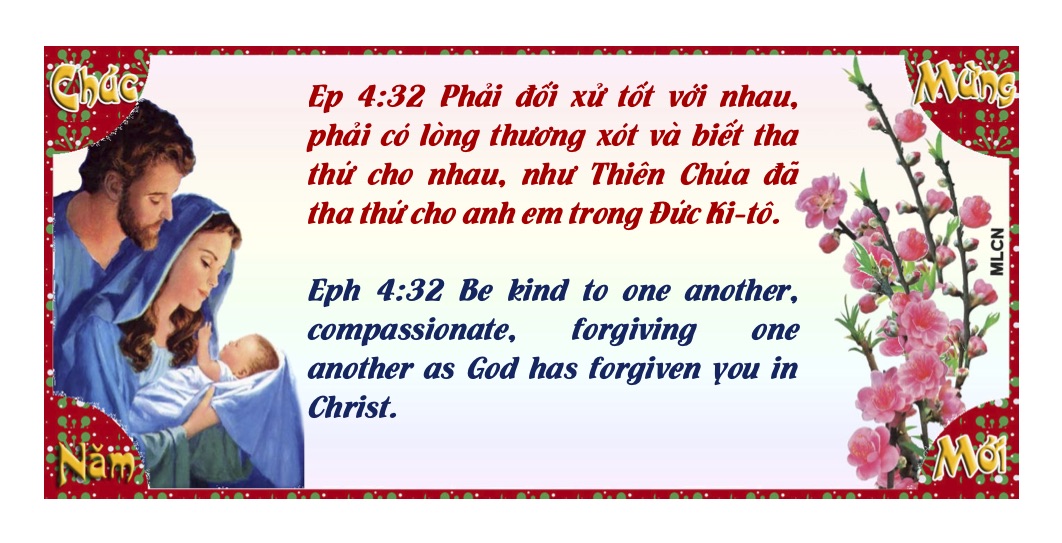 Chúc
Mừng
Ep 4:32 Phải đối xử tốt với nhau,
phải có lòng thương xót và biết tha
thứ cho nhau, như Thiên Chúa đã
tha thứ cho anh em trong Đức Ki-tô.
MLCN
Eph 4:32 Be kind to one another,
compassionate, forgiving one
another as God has forgiven you in
Christ.
Năm
Mới